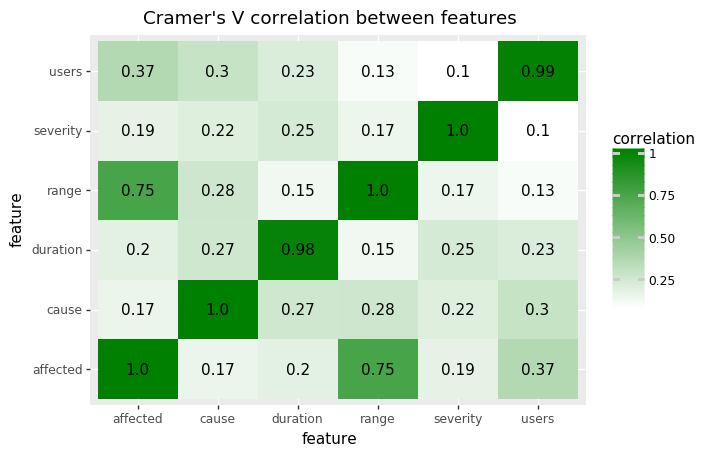 Cramer's V correlation between features
users 0.37 0.3 0.23 0.13 0.1 0.99
severity 0.19 0.22 0.25 0.17 1.0 0.1
range 0.75 0.28 0.15 1.0 0.17 0.13
duration 0.2 0.27 0.98 0.15 0.25 0.23
cause 0.17 1.0 0.27 0.28 0.22 0.3
affected 1.0 0.17 0.2 0.75 0.19 0.37
affected cause duration range severity users
feature
feature
correlation
1
0.75
0.50
0.25